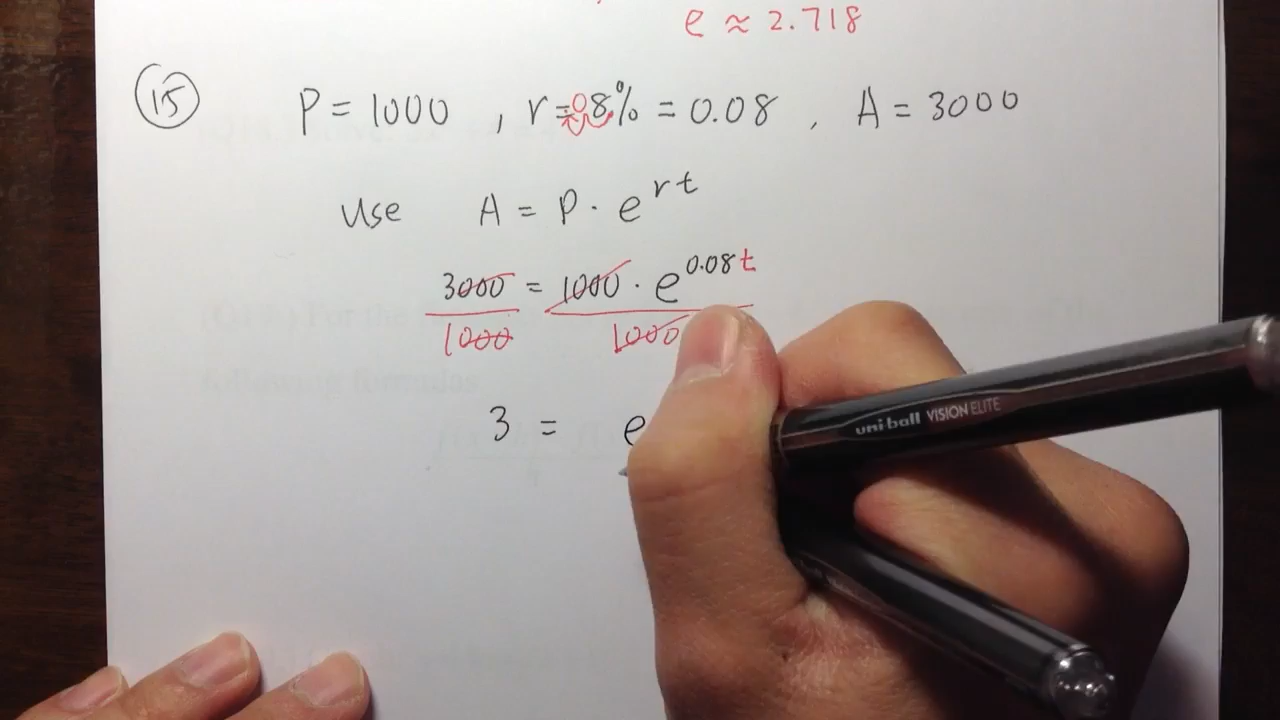 e ≈ 2.718
15 P = 1000 , r = 08% = 0.08 , A = 3000
Use A = P · e^rt
3000 = 1000 · e^0.08t
1000 1000
3 = e
uni-ball VISION ELITE